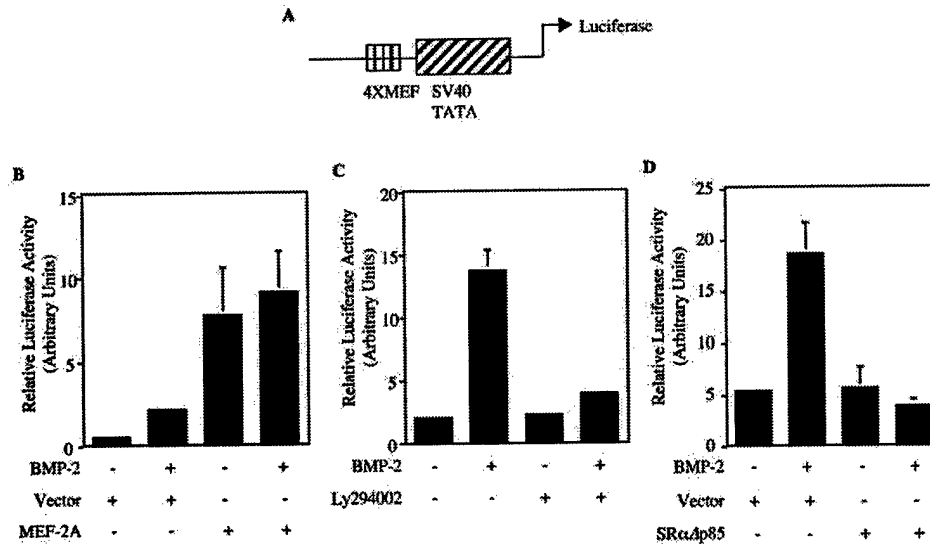 A
Luciferase
4XMEF SV40
TATA
B
Relative Luciferase Activity
(Arbitrary Units)
15
10
5
0
BMP-2 - + - +
Vector + + - -
MEF-2A - - + +
C
Relative Luciferase Activity
(Arbitrary Units)
20
15
10
5
0
BMP-2 - + - +
Ly294002 - - + +
D
Relative Luciferase Activity
(Arbitrary Units)
25
20
15
10
5
0
BMP-2 - + - +
Vector + + - -
SRαΔp85 - - + +